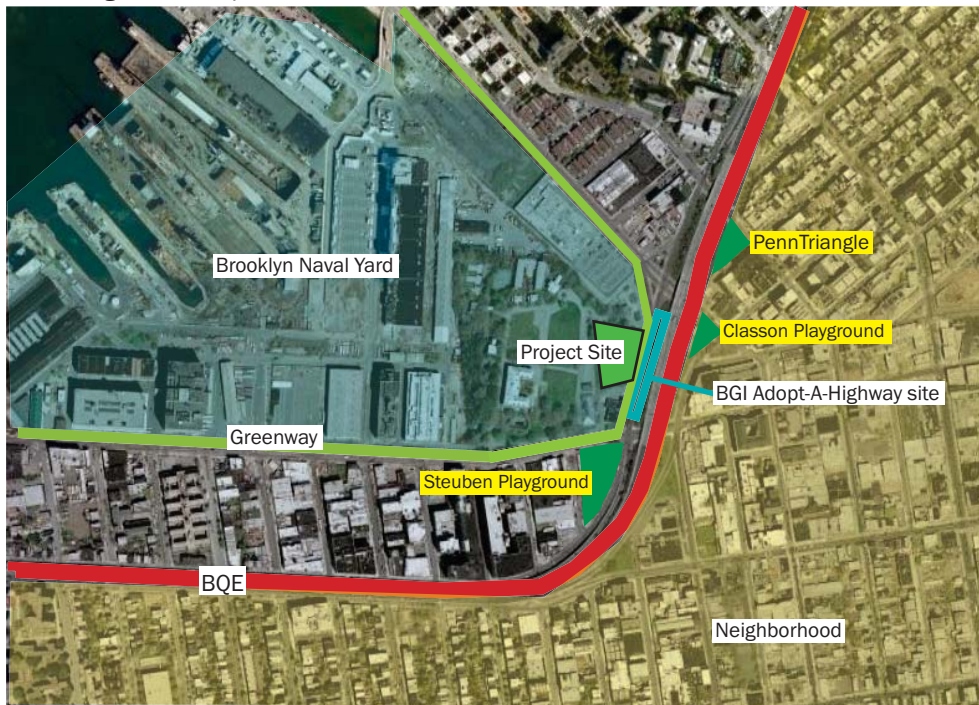 PennTriangle
Brooklyn Naval Yard
Classon Playground
Project Site
BGI Adopt-A-Highway site
Greenway
Steuben Playground
BQE
Neighborhood